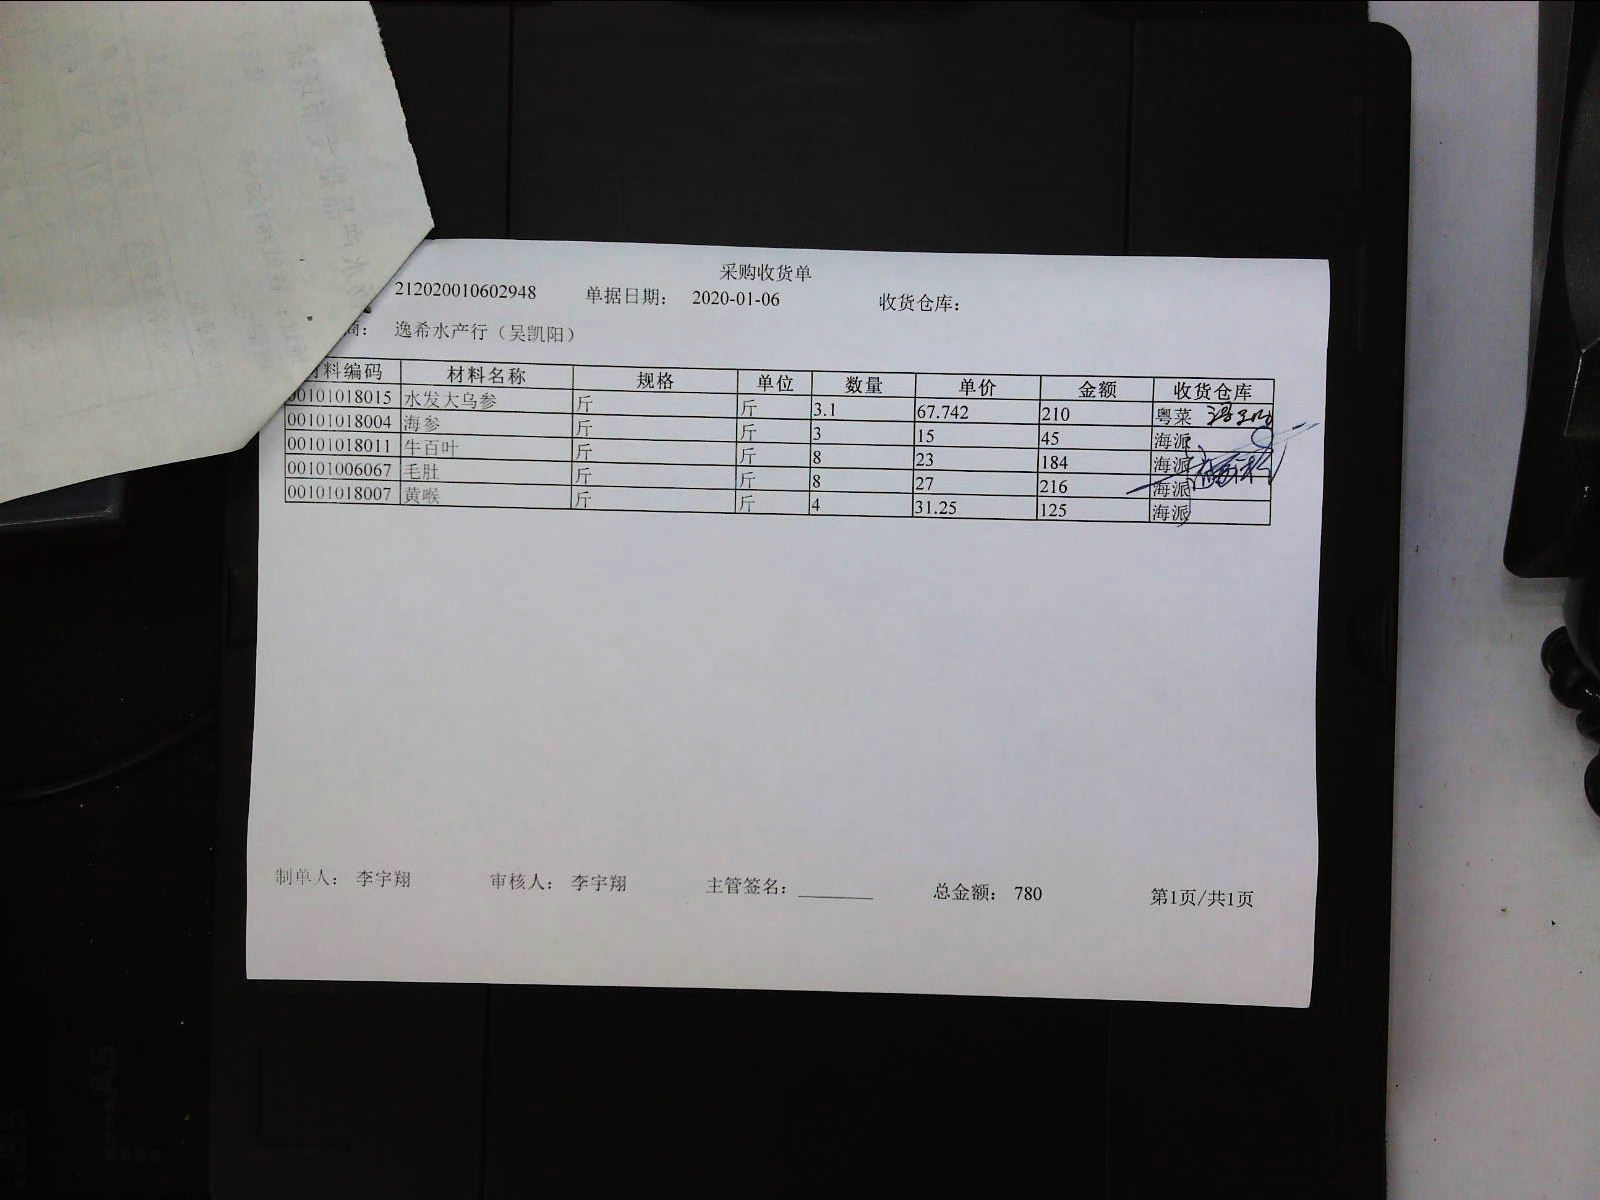 采购收货单
212020010602948 单据日期： 2020-01-06 收货仓库：
商： 逸希水产行（吴凯阳）
材料编码 材料名称 规格 单位 数量 单价 金额 收货仓库
00101018015 水发大乌参 斤 斤 3.1 67.742 210 粤菜
00101018004 海参 斤 斤 3 15 45 海派
00101018011 牛百叶 斤 斤 8 23 184 海派
00101006067 毛肚 斤 斤 8 27 216 海派
00101018007 黄喉 斤 斤 4 31.25 125 海派
制单人： 李宇翔 审核人： 李宇翔 主管签名： 总金额： 780 第1页/共1页